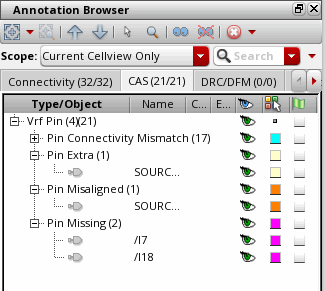 Annotation Browser
Scope: Current Cellview Only Search
Connectivity (32/32) CAS (21/21) DRC/DFM (0/0)
Type/Object Name C... E...
Vrf Pin (4)(21)
Pin Connectivity Mismatch (17)
Pin Extra (1)
SOURC...
Pin Misaligned (1)
SOURC...
Pin Missing (2)
/I7
/I18